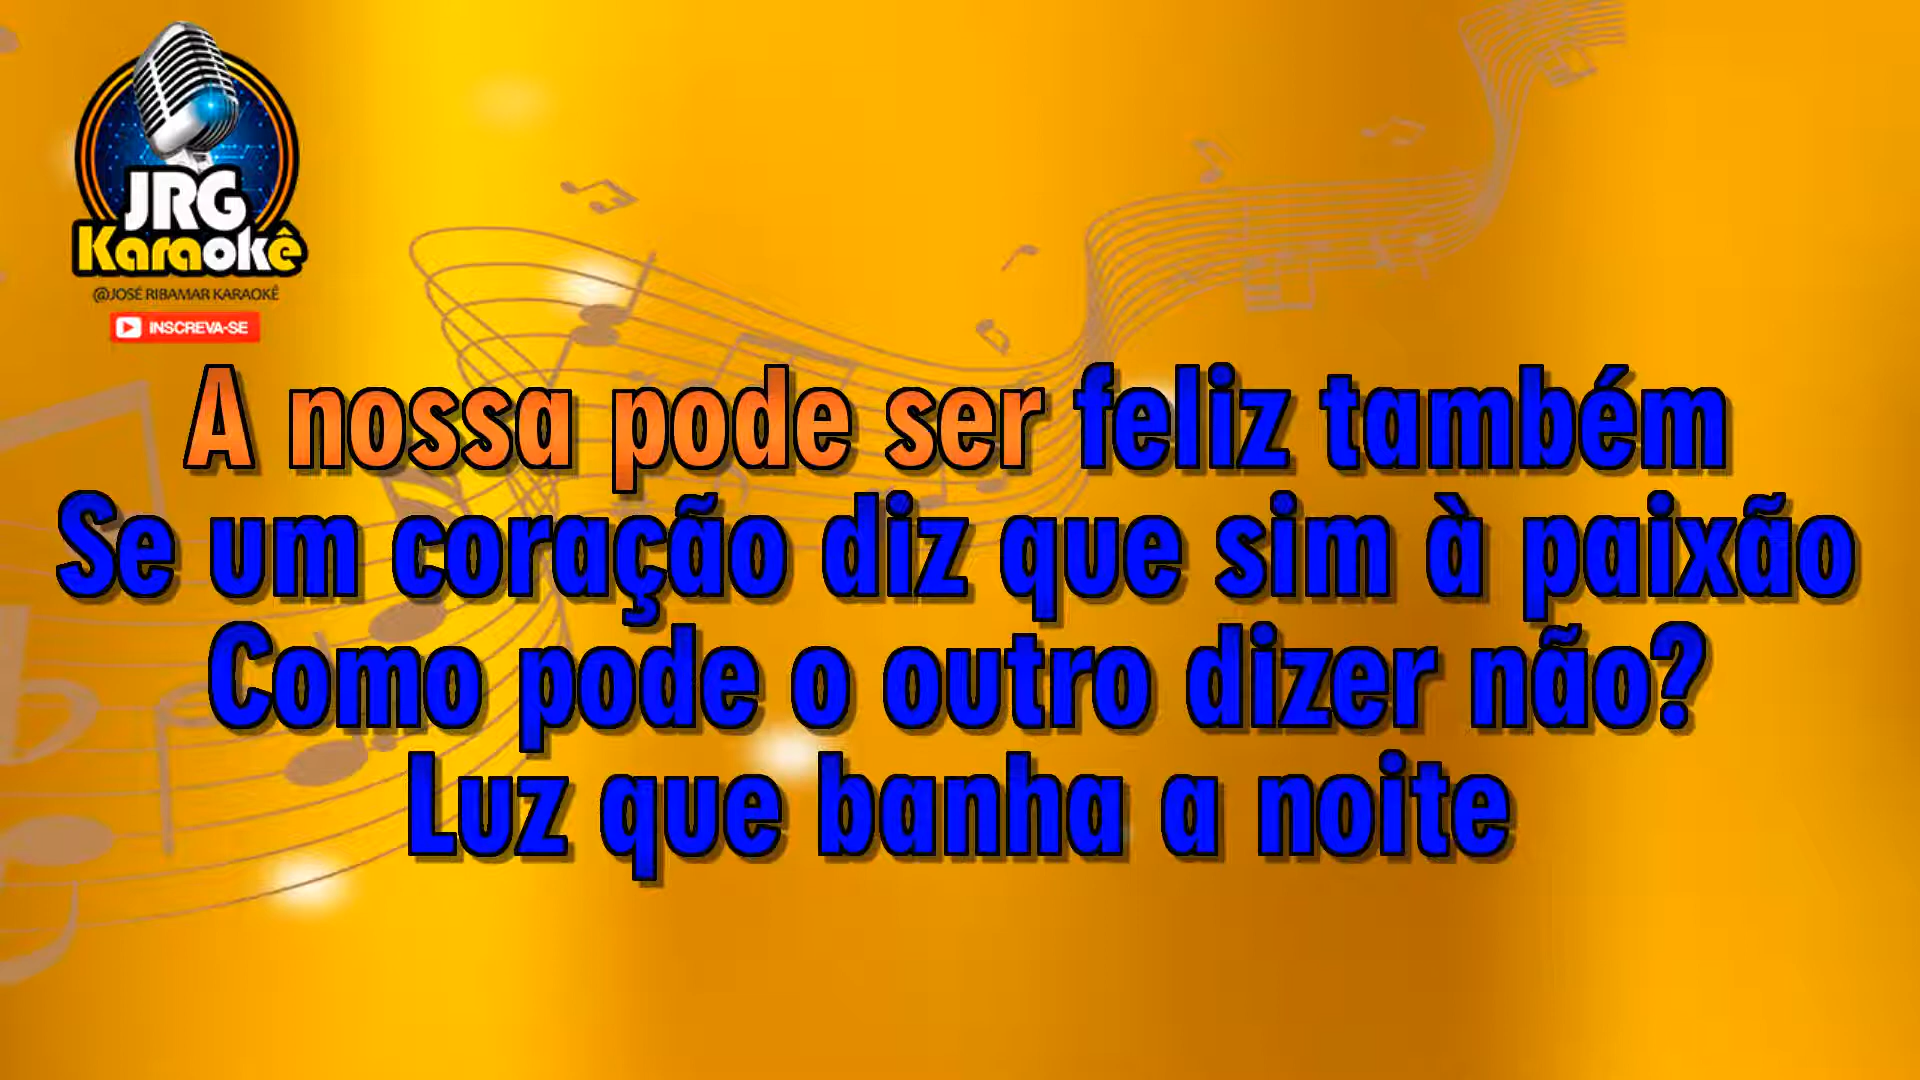 JRG
Karaokê
@JOSÉ RIBAMAR KARAOKÊ
INSCREVA-SE
A nossa pode ser feliz também
Se um coração diz que sim à paixão
Como pode o outro dizer não?
Luz que banha a noite